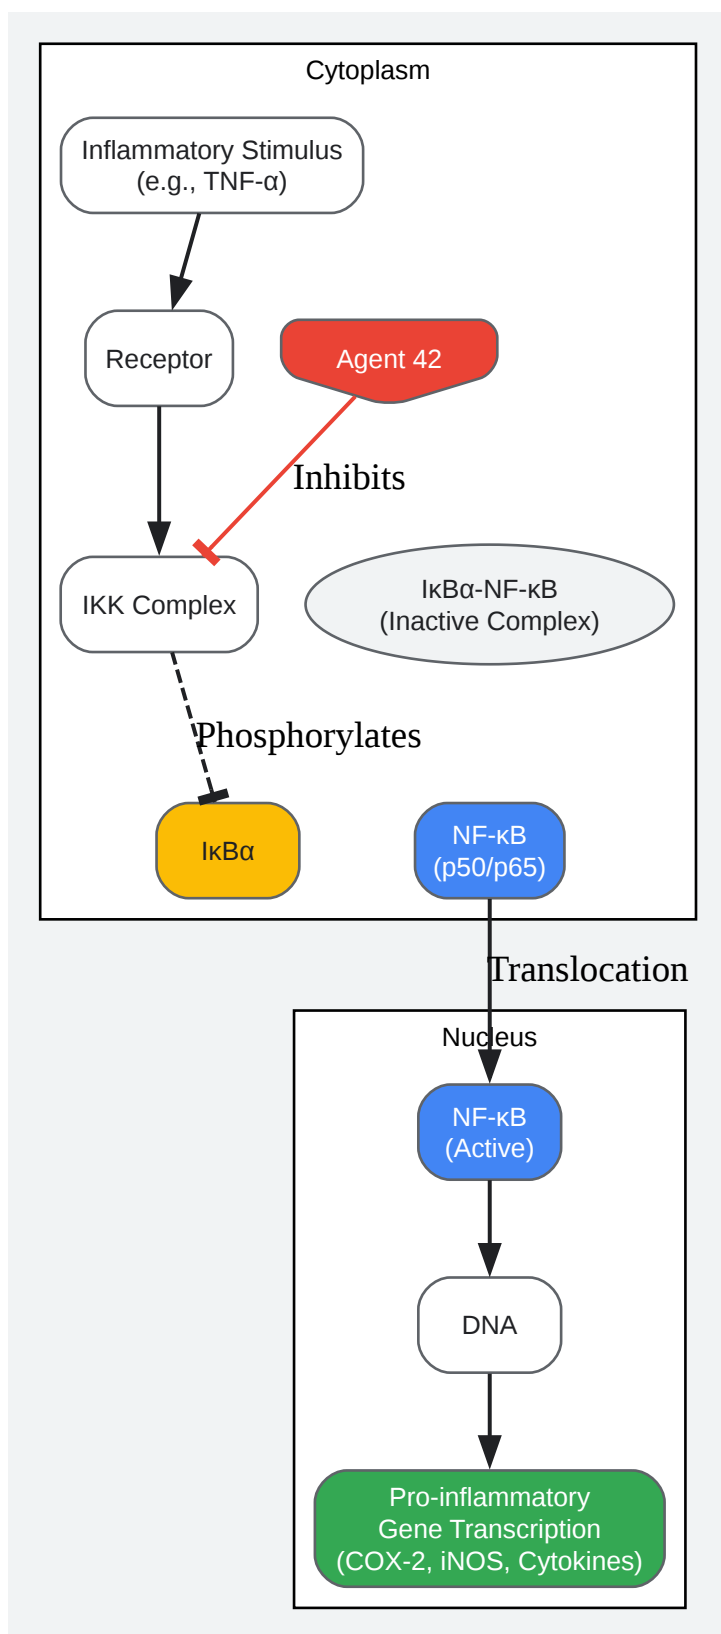 Cytoplasm
Inflammatory Stimulus
(e.g., TNF-α)
Receptor
Agent 42
Inhibits
IKK Complex
IκBα-NF-κB
(Inactive Complex)
Phosphorylates
IκBα
NF-κB
(p50/p65)
Translocation
Nucleus
NF-κB
(Active)
DNA
Pro-inflammatory
Gene Transcription
(COX-2, iNOS, Cytokines)